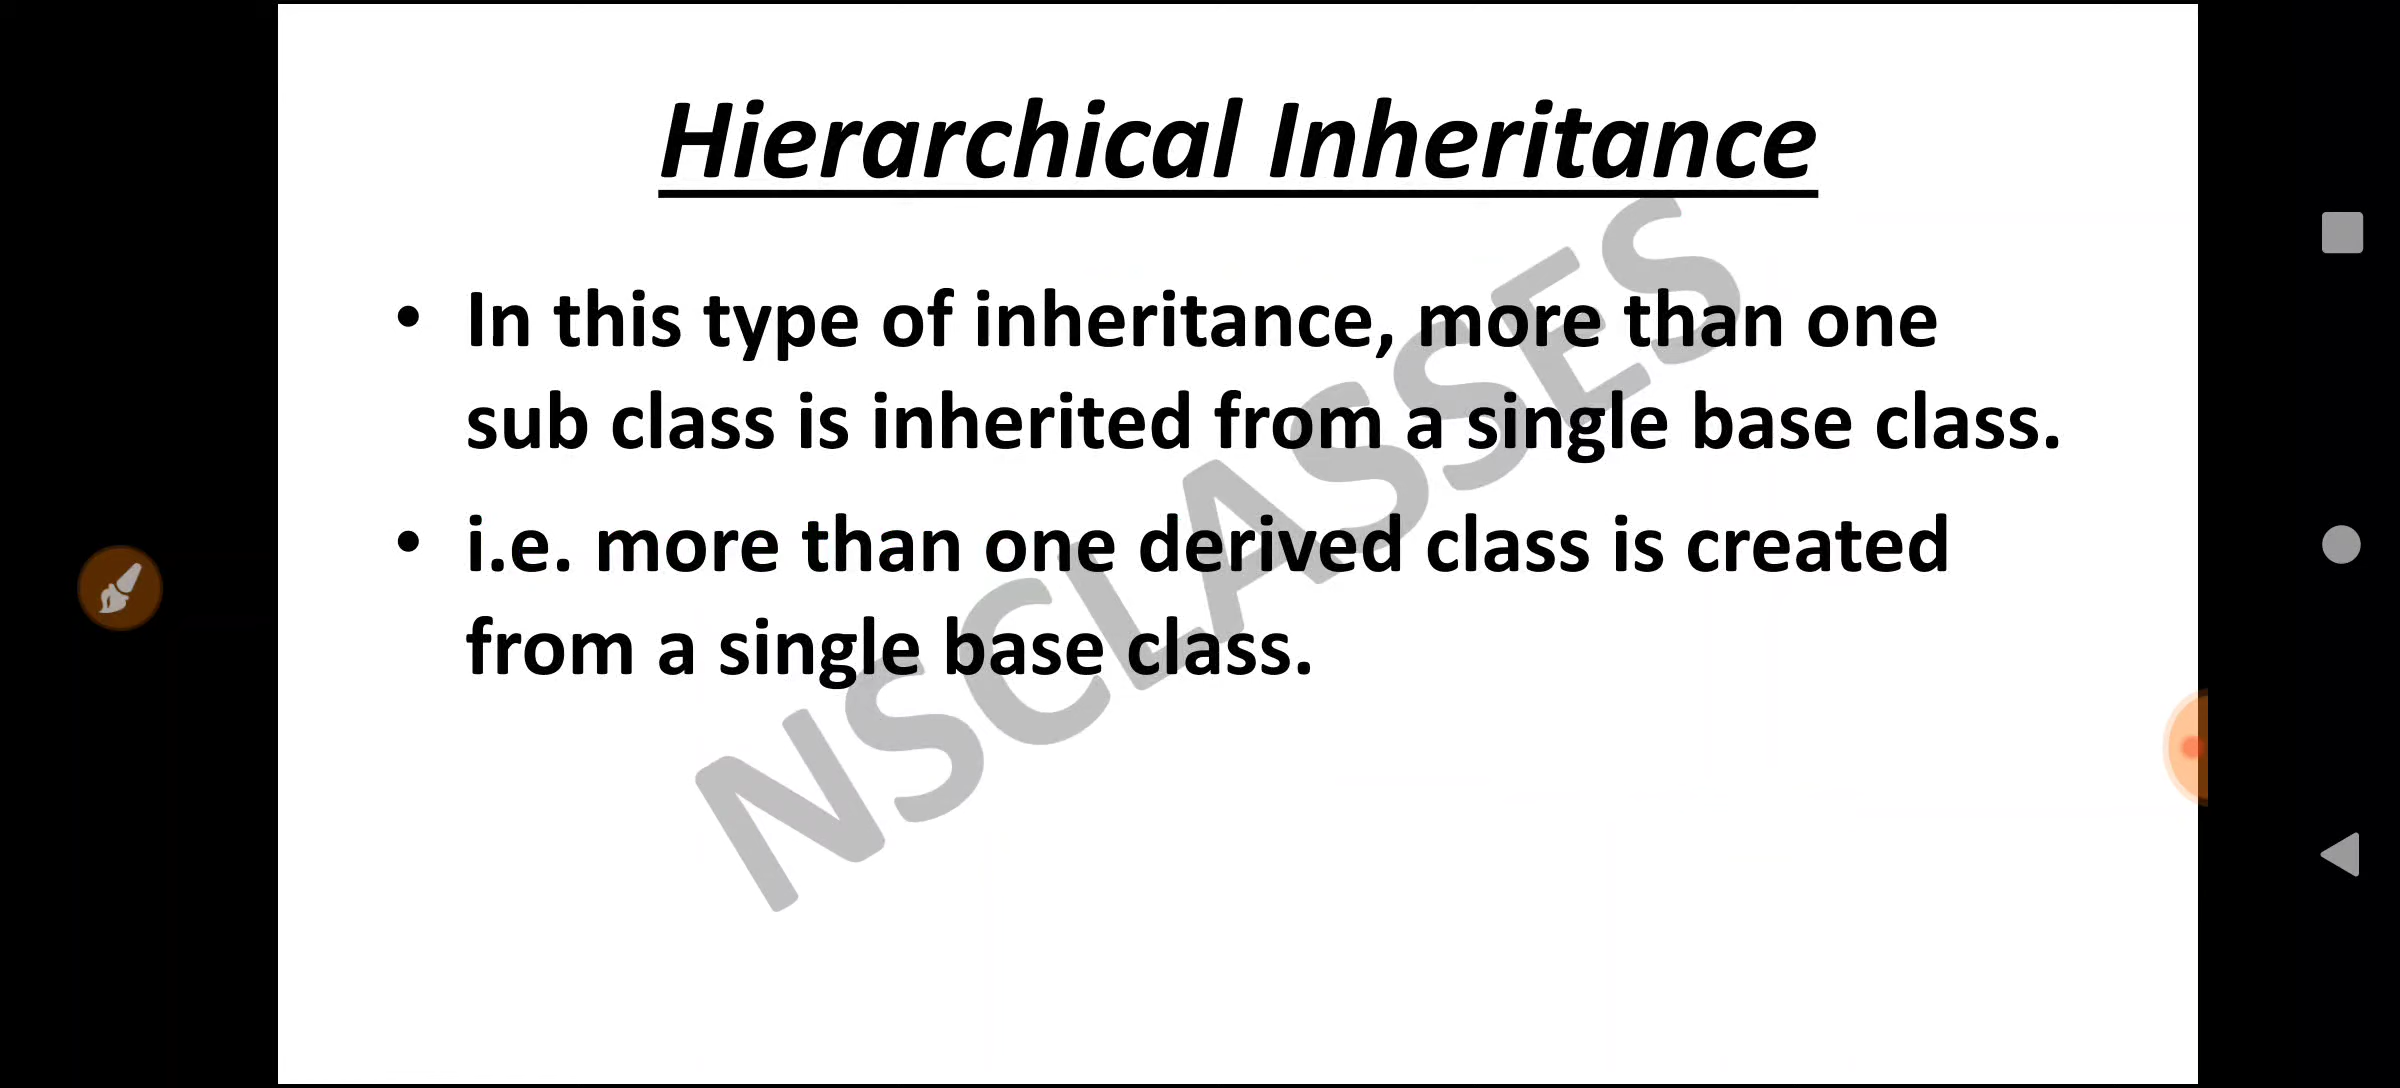 Hierarchical Inheritance
• In this type of inheritance, more than one
sub class is inherited from a single base class.
• i.e. more than one derived class is created
from a single base class.
NSCLASSES